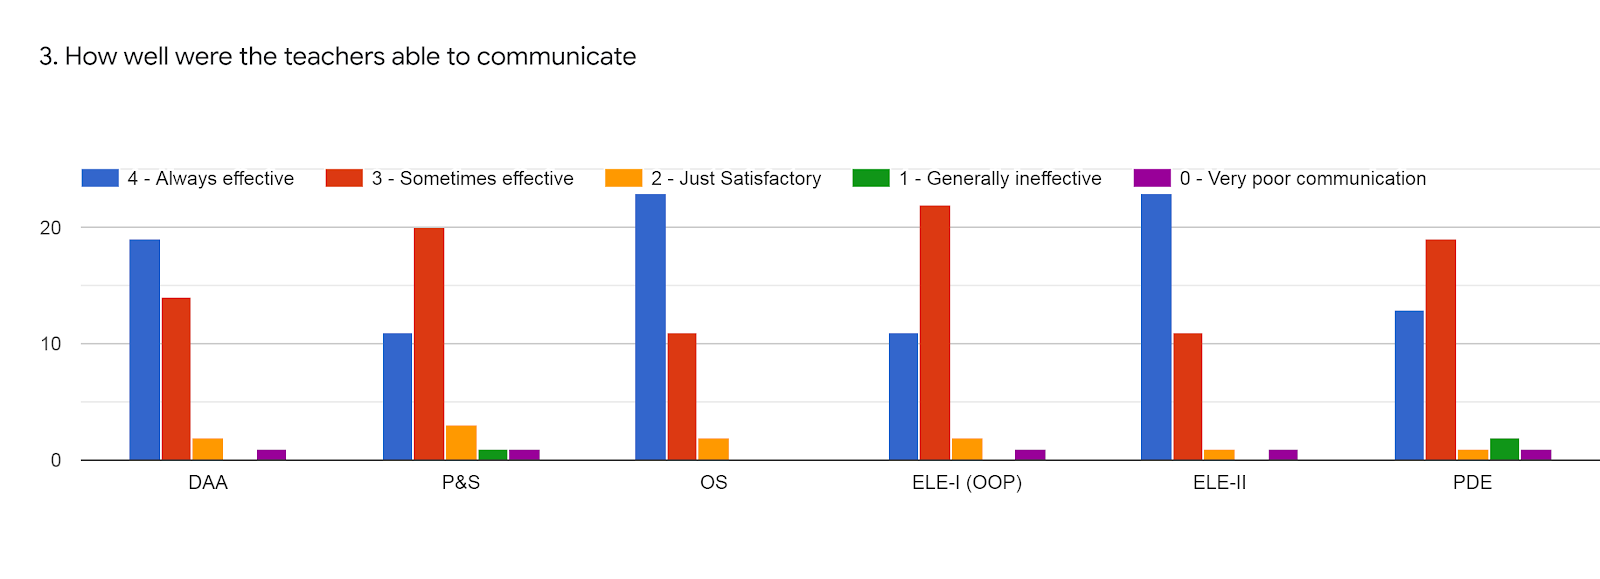 3. How well were the teachers able to communicate
4 - Always effective 3 - Sometimes effective 2 - Just Satisfactory 1 - Generally ineffective 0 - Very poor communication
20
10
0
DAA P&S OS ELE-I (OOP) ELE-II PDE